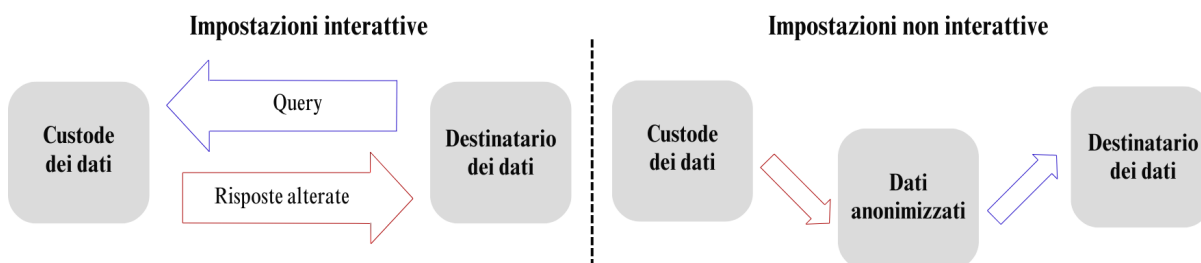 Impostazioni interattive
Custode
dei dati
Query
Risposte alterate
Destinatario
dei dati
Impostazioni non interattive
Custode
dei dati
Dati
anonimizzati
Destinatario
dei dati